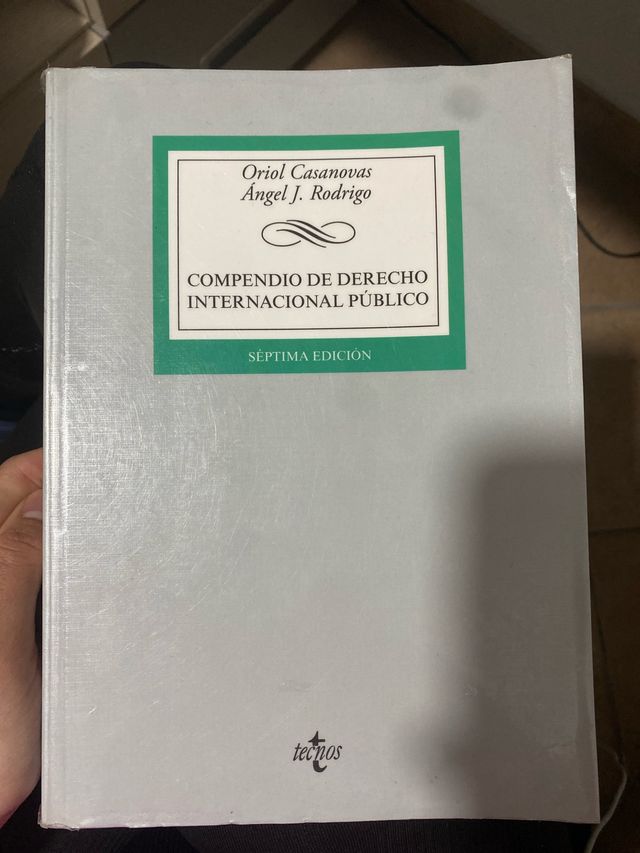 Oriol Casanovas
Ángel J. Rodrigo
COMPENDIO DE DERECHO
INTERNACIONAL PÚBLICO
SÉPTIMA EDICIÓN
tecnos